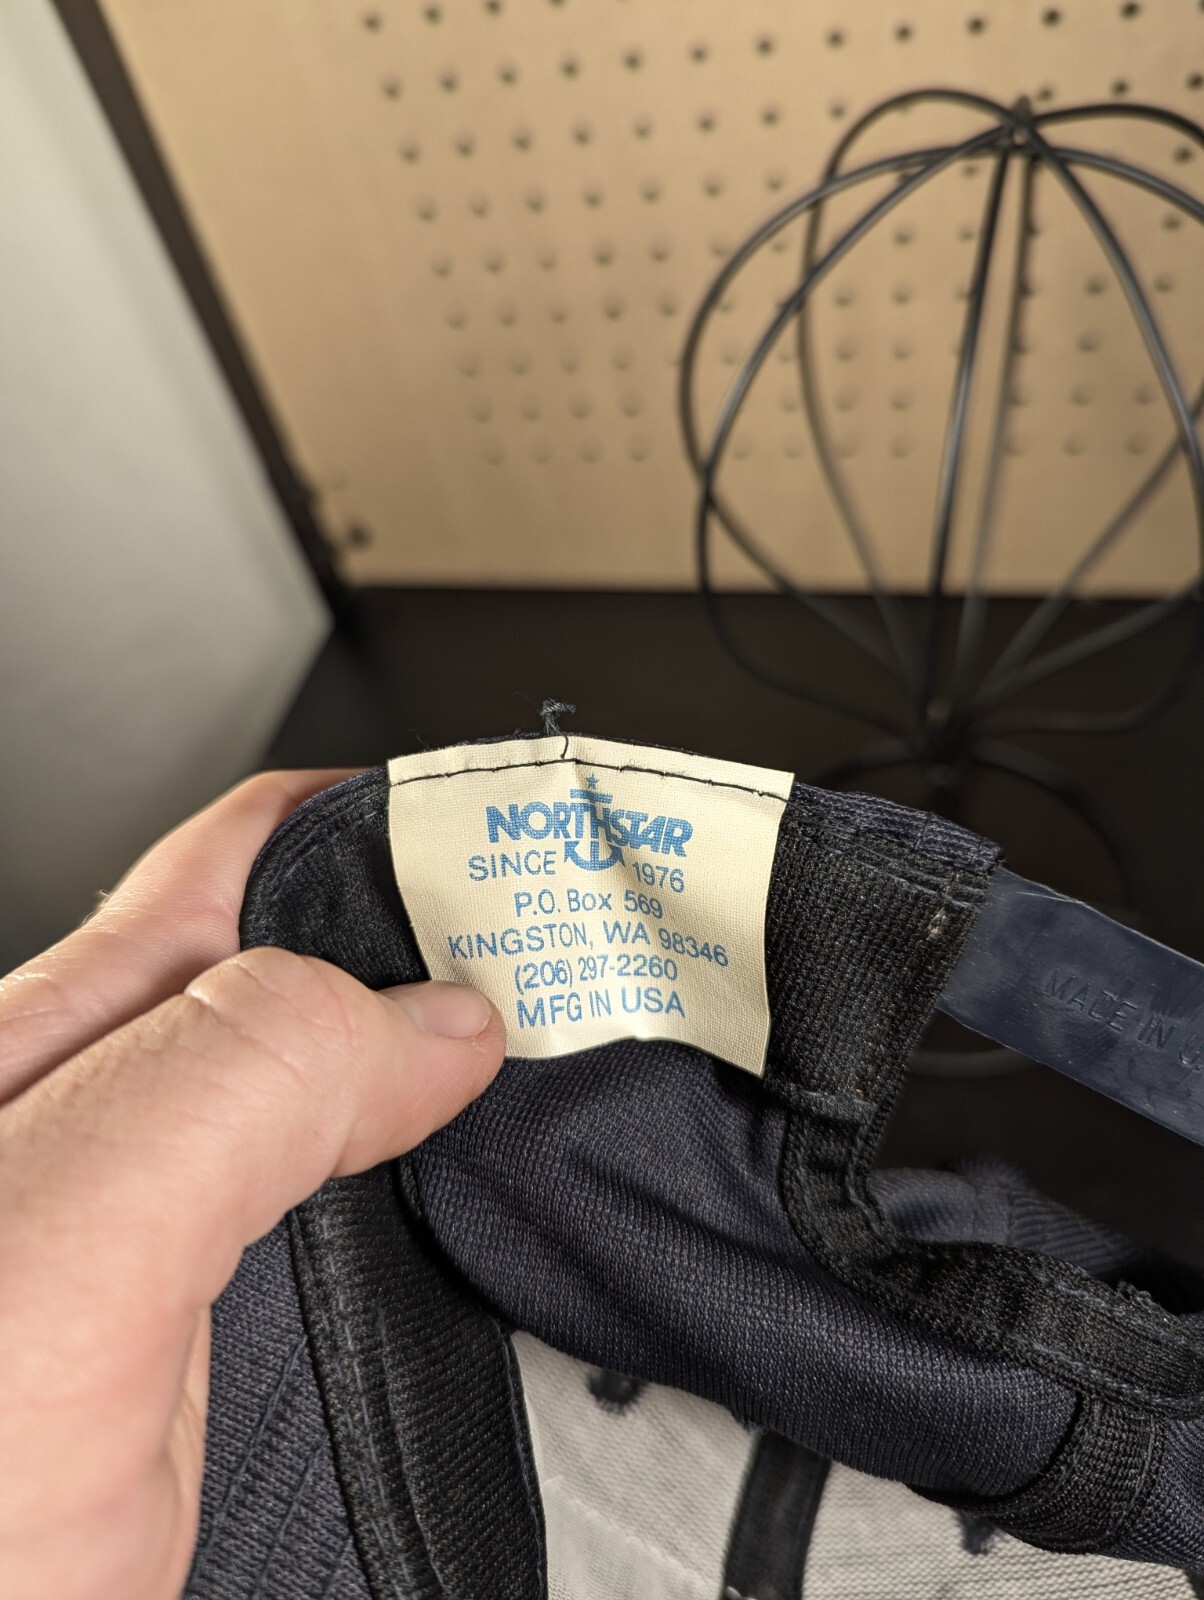 NORTHSTAR
SINCE 1976
P.O. Box 569
KINGSTON, WA 98346
(206) 297-2260
MFG IN USA
MADE IN